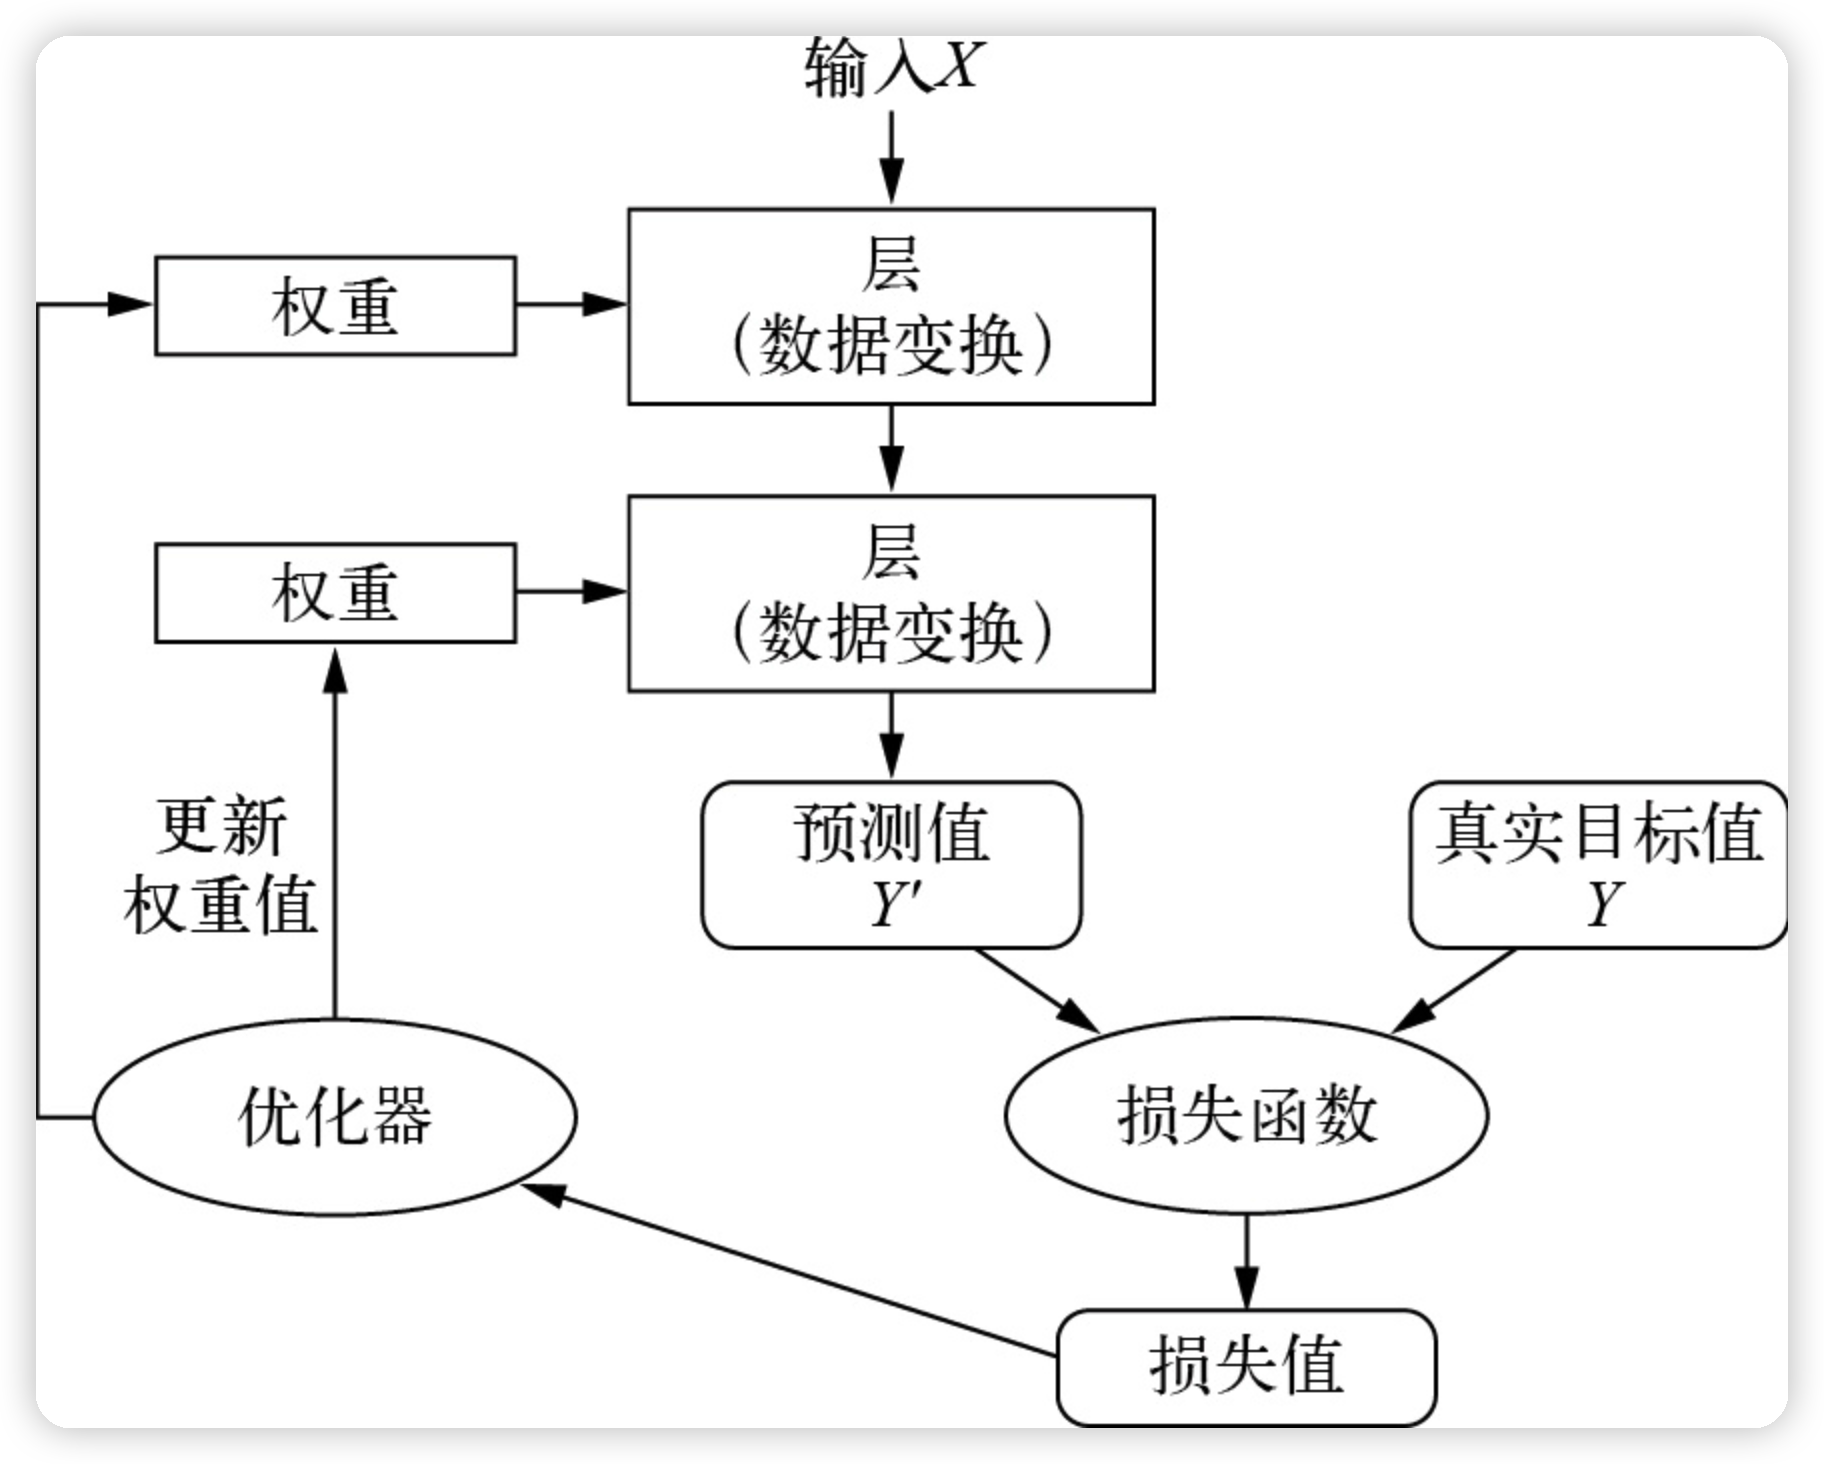 输入X
权重
层
（数据变换）
权重
层
（数据变换）
更新
权重值
预测值
Y'
真实目标值
Y
优化器
损失函数
损失值